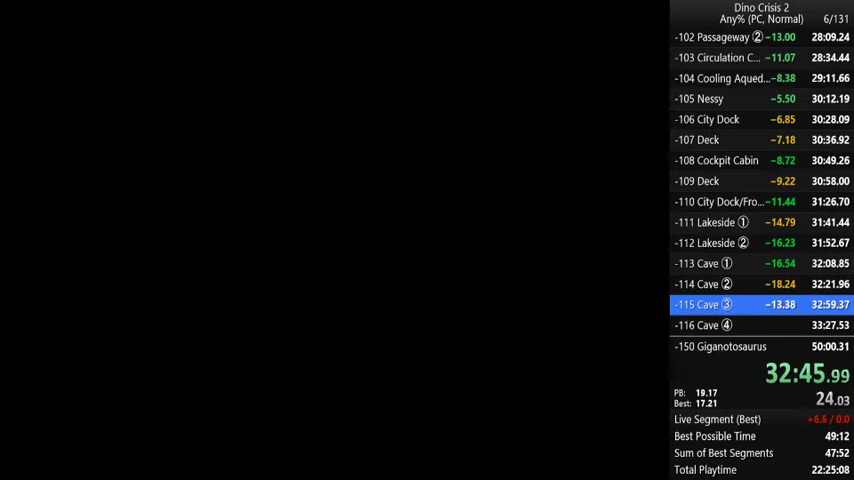 Dino Crisis 2
Any% (PC, Normal) 6/131
-102 Passageway ② −13.00 28:09.24
-103 Circulation C... −11.07 28:34.44
-104 Cooling Aqued... −8.38 29:11.66
-105 Nessy −5.50 30:12.19
-106 City Dock −6.85 30:28.09
-107 Deck −7.18 30:36.92
-108 Cockpit Cabin −8.72 30:49.26
-109 Deck −9.22 30:58.00
-110 City Dock/Fro... −11.44 31:26.70
-111 Lakeside ① −14.79 31:41.44
-112 Lakeside ② −16.23 31:52.67
-113 Cave ① −16.54 32:08.85
-114 Cave ② −18.24 32:21.96
-115 Cave ③ −13.38 32:59.37
-116 Cave ④ 33:27.53
-150 Giganotosaurus 50:00.31
32:45.99
PB: 19.17
Best: 17.21
24.03
Live Segment (Best) +6.8 / 0.0
Best Possible Time 49:12
Sum of Best Segments 47:52
Total Playtime 22:25:08